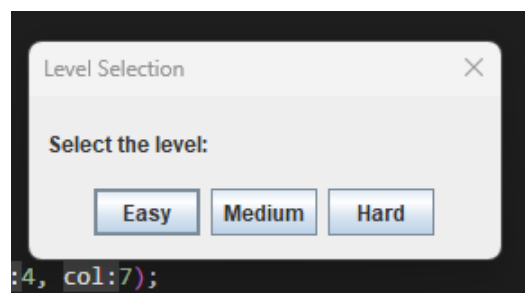 Level Selection
Select the level:
Easy Medium Hard
:4, col:7);